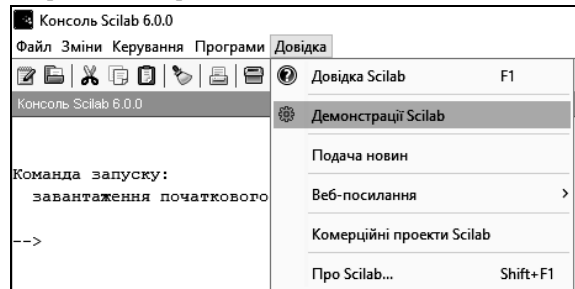 Консоль Scilab 6.0.0
Файл Зміни Керування Програми Довідка
Довідка Scilab F1
Консоль Scilab 6.0.0
Демонстрації Scilab
Подача новин
Команда запуску:
завантаження початкового
Веб-посилання
-->
Комерційні проекти Scilab
Про Scilab... Shift+F1